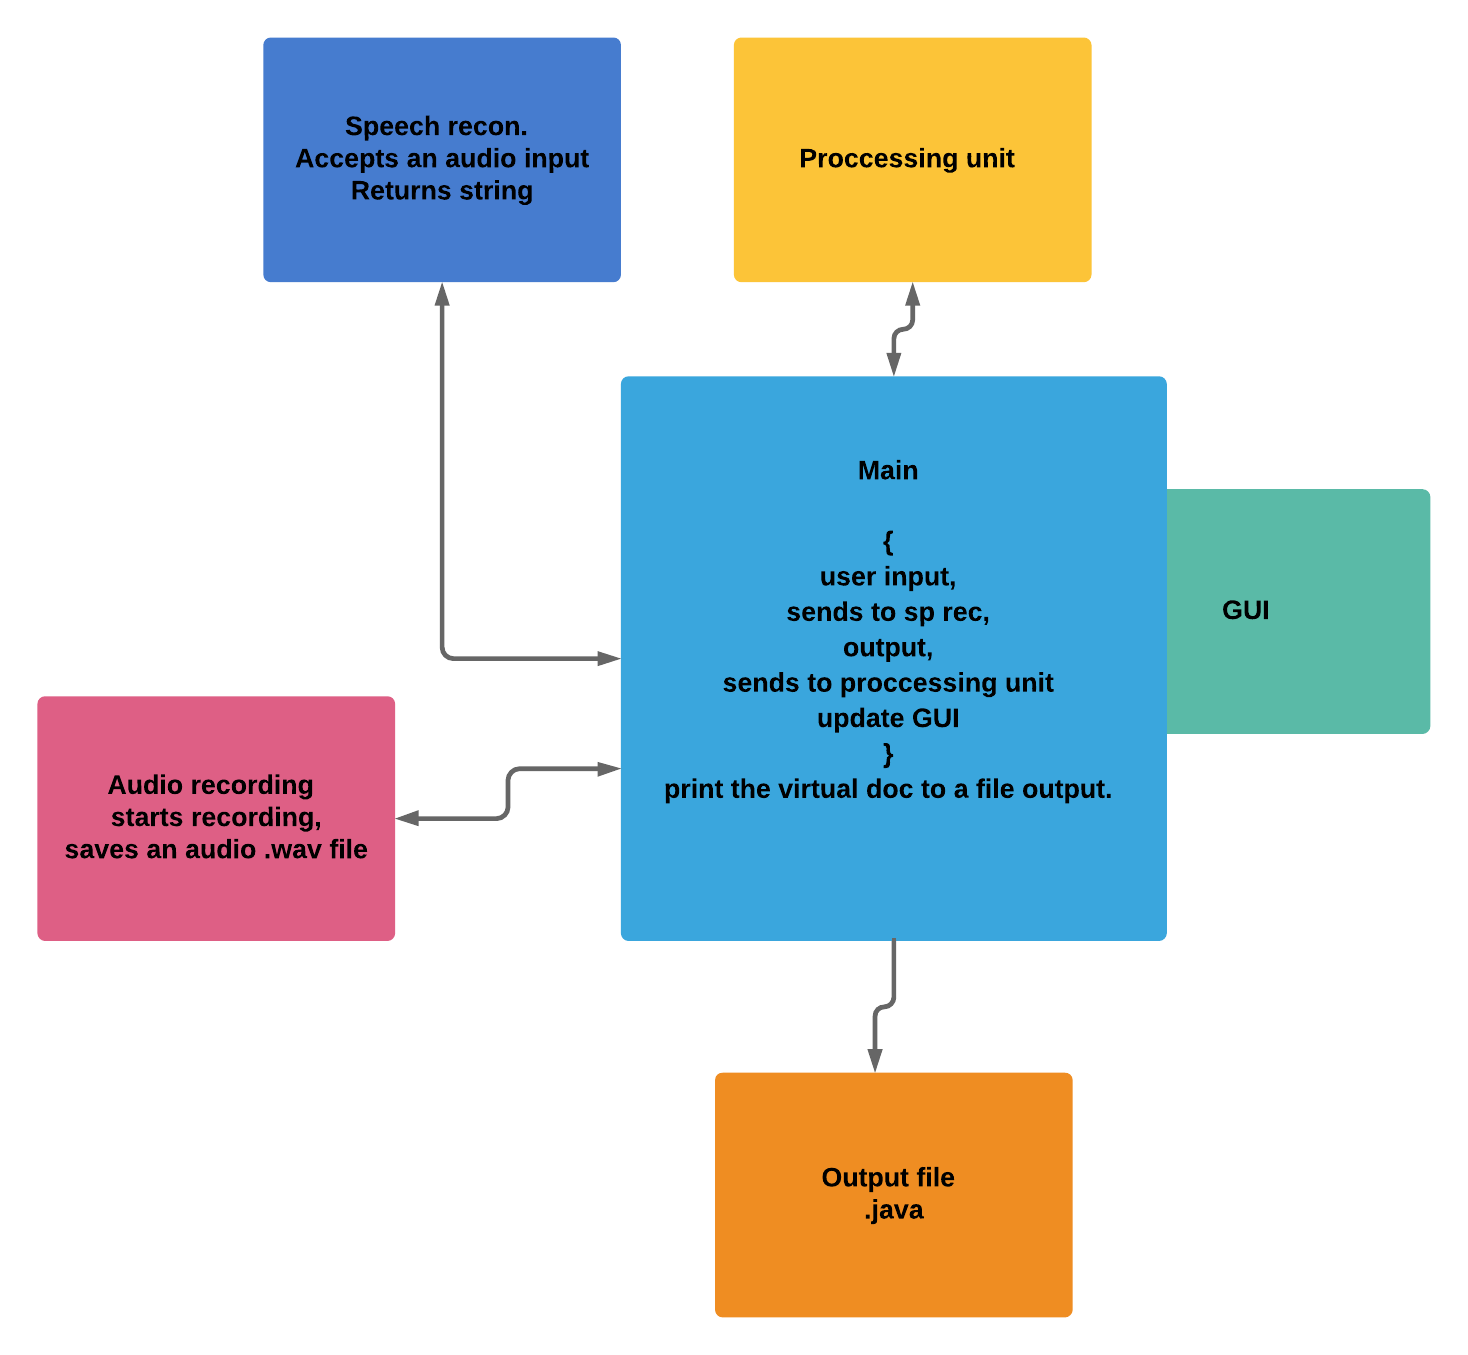 Speech recon.
Accepts an audio input
Returns string
Proccessing unit
Main
{
user input,
sends to sp rec,
output,
sends to proccessing unit
update GUI
}
print the virtual doc to a file output.
GUI
Audio recording
starts recording,
saves an audio .wav file
Output file
.java